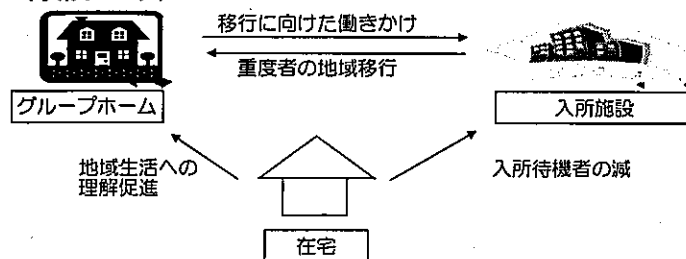 移行に向けた働きかけ
重度者の地域移行
グループホーム
入所施設
地域生活への
理解促進
入所待機者の減
在宅